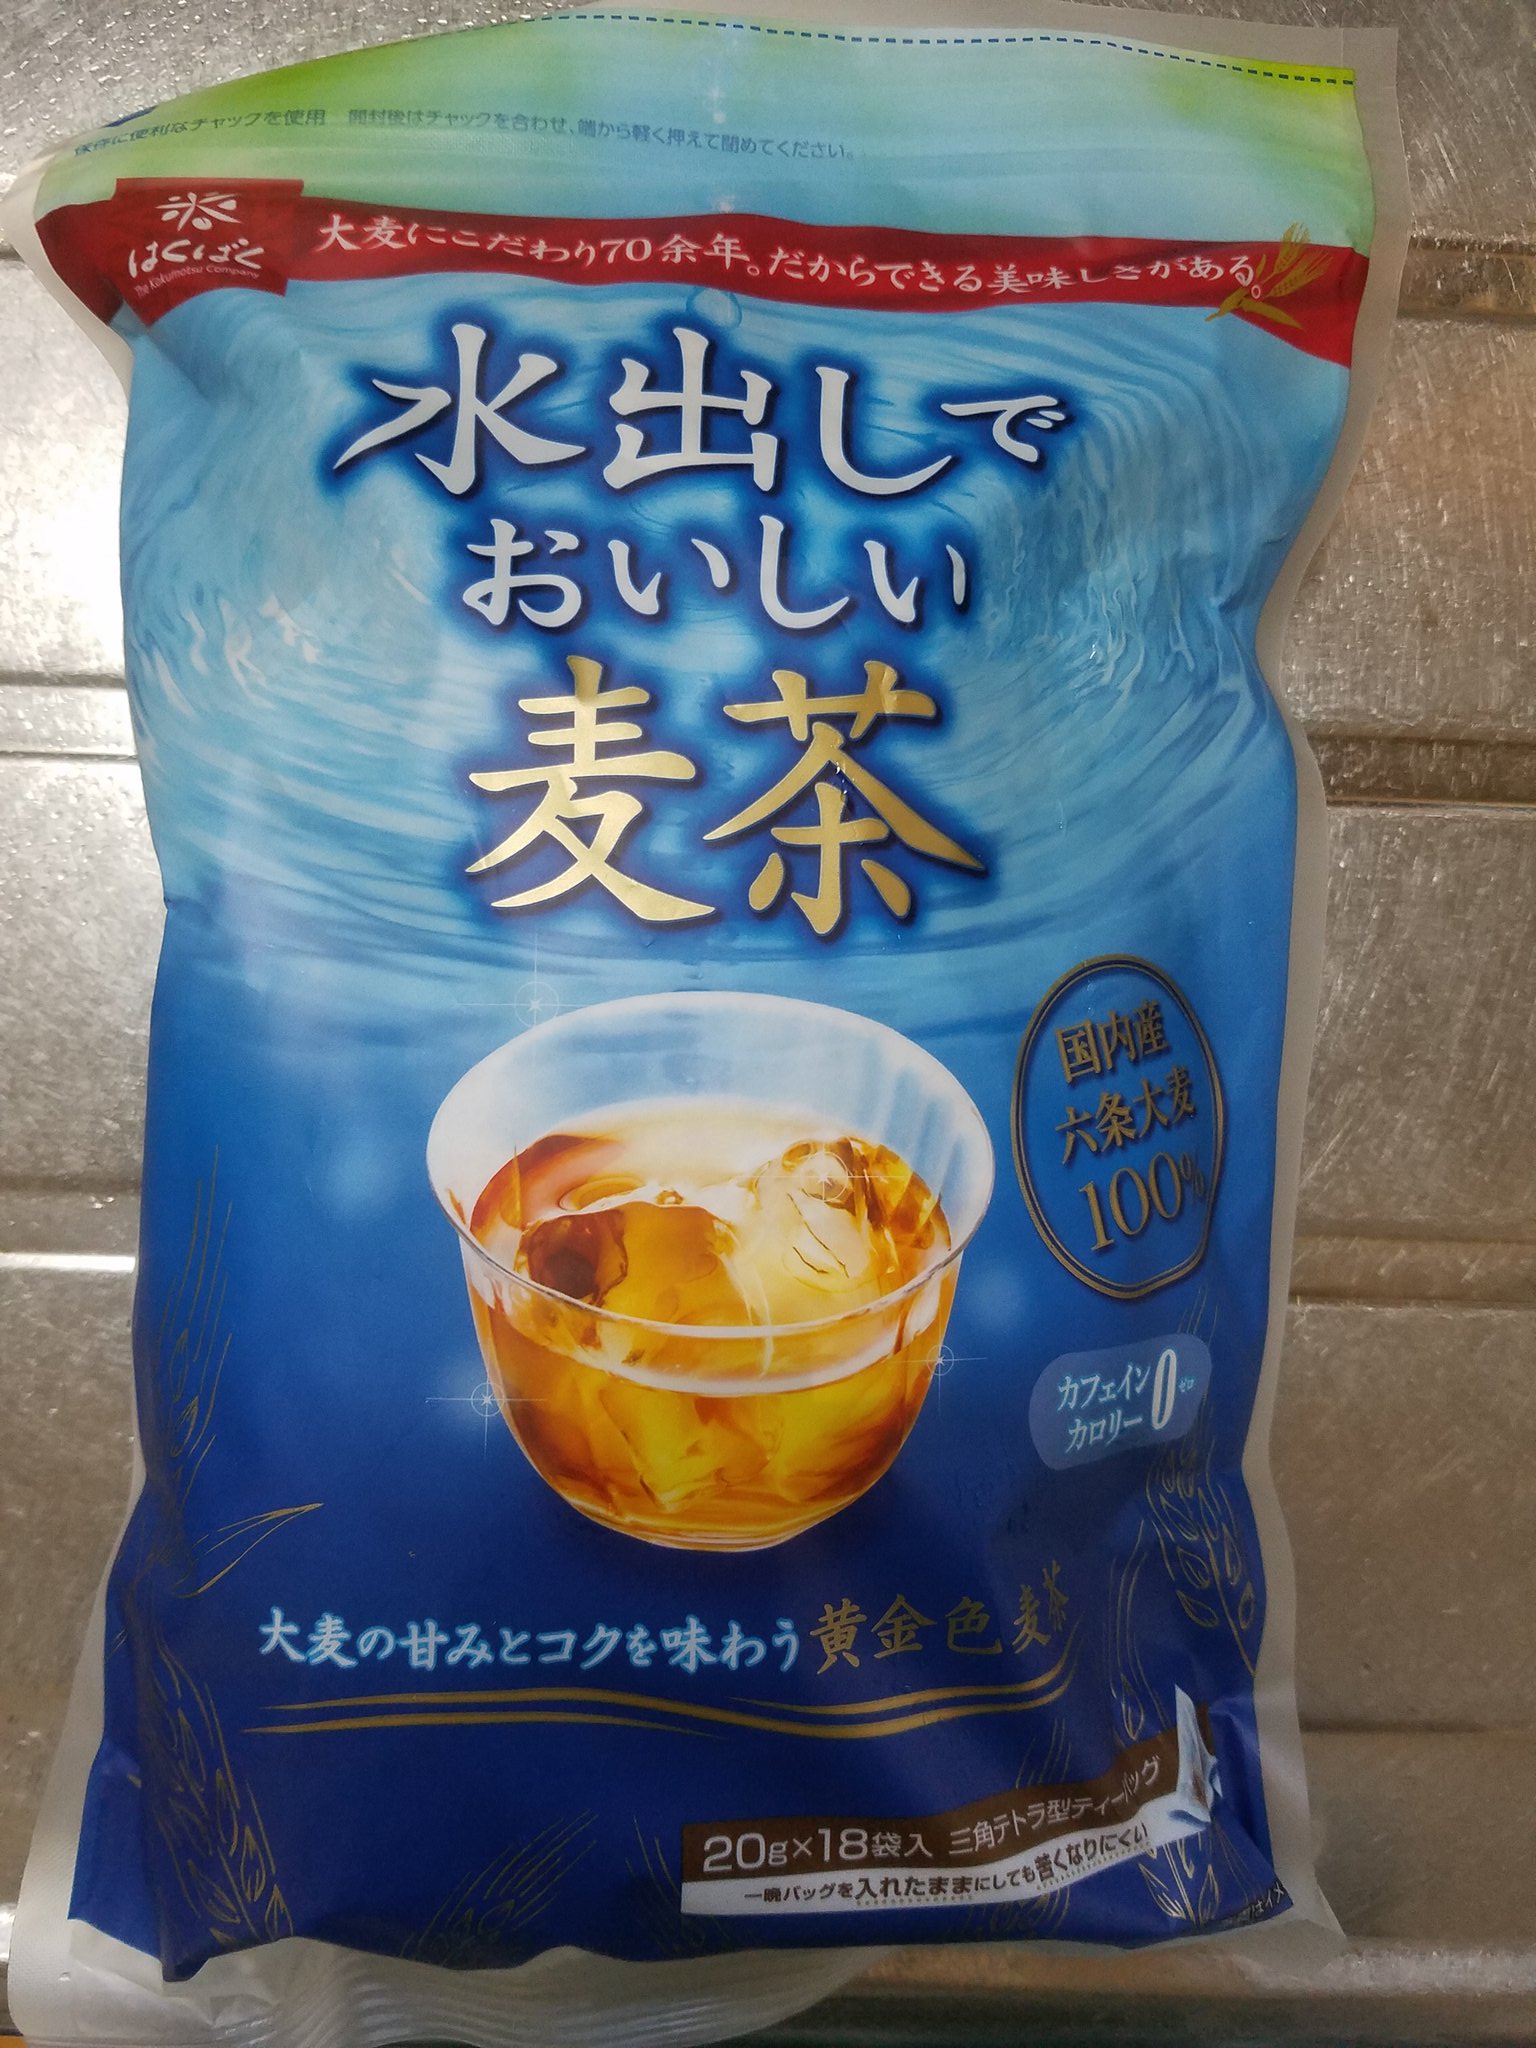 保存に便利なチャックを使用 開封後はチャックを合わせ、端から軽く押えて閉めてください。
はくばく
The Kokumotsu Company
大麦にこだわり70余年。だからできる美味しさがある。
水出しで
おいしい
麦茶
国内産
六条大麦
100%
カフェイン
カロリー
0
ゼロ
大麦の甘みとコクを味わう黄金色麦茶
20g×18袋入 三角テトラ型ティーバッグ
一晩バッグを入れたままにしても苦くなりにくい